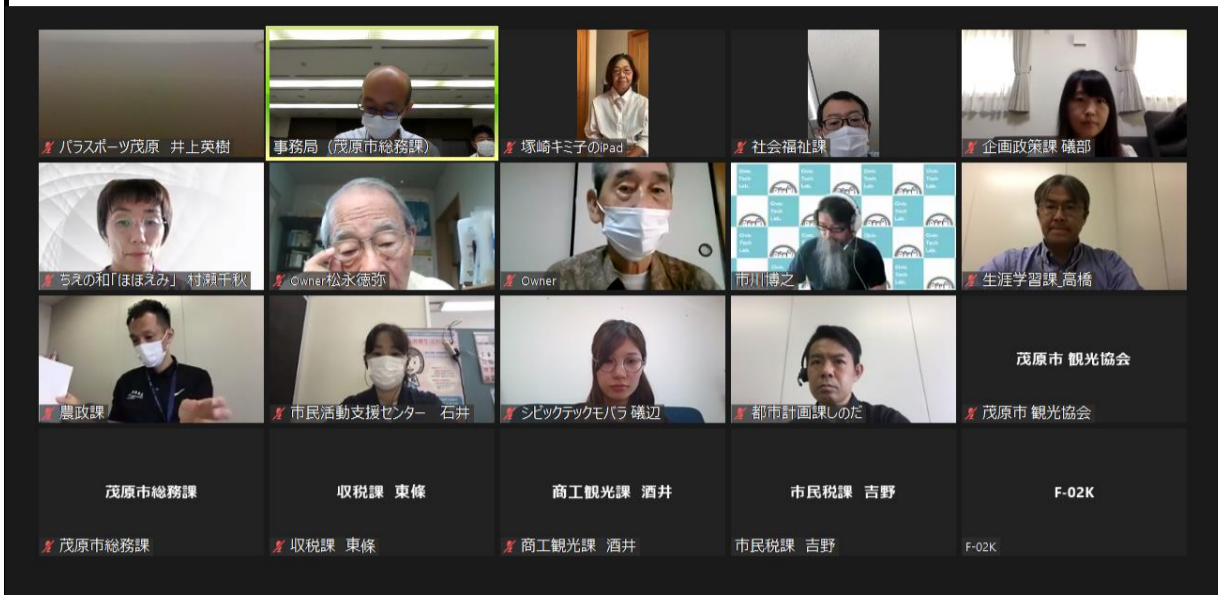 パラスポーツ茂原 井上英樹
事務局（茂原市総務課）
塚崎キミ子のiPad
社会福祉課
企画政策課 礒部
ちえの和「ほほえみ」 村瀬千秋
Owner松永徳弥
Owner
市川博之
生涯学習課_高橋
Civic Tech Lab.
農政課
市民活動支援センター 石井
シビックテックモバラ 礒辺
都市計画課しのだ
茂原市 観光協会
茂原市 観光協会
茂原市総務課
収税課 東條
商工観光課 酒井
市民税課 吉野
F-02K
茂原市総務課
収税課 東條
商工観光課 酒井
市民税課 吉野
F-02K